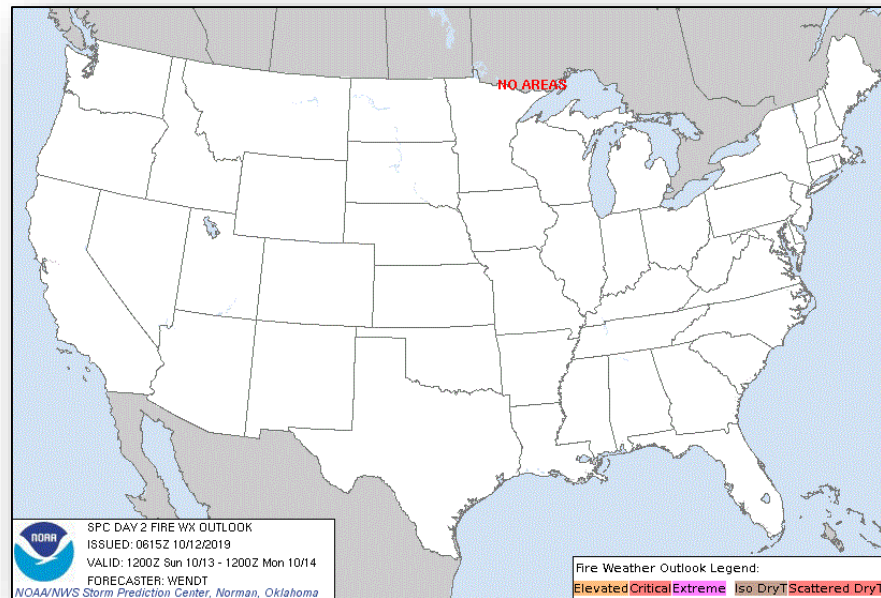 NO AREAS
SPC DAY 2 FIRE WX OUTLOOK
ISSUED: 0615Z 10/12/2019
VALID: 1200Z Sun 10/13 - 1200Z Mon 10/14
FORECASTER: WENDT
NOAA/NWS Storm Prediction Center, Norman, Oklahoma
NOAA
Fire Weather Outlook Legend:
Elevated Critical Extreme Iso DryT Scattered DryT